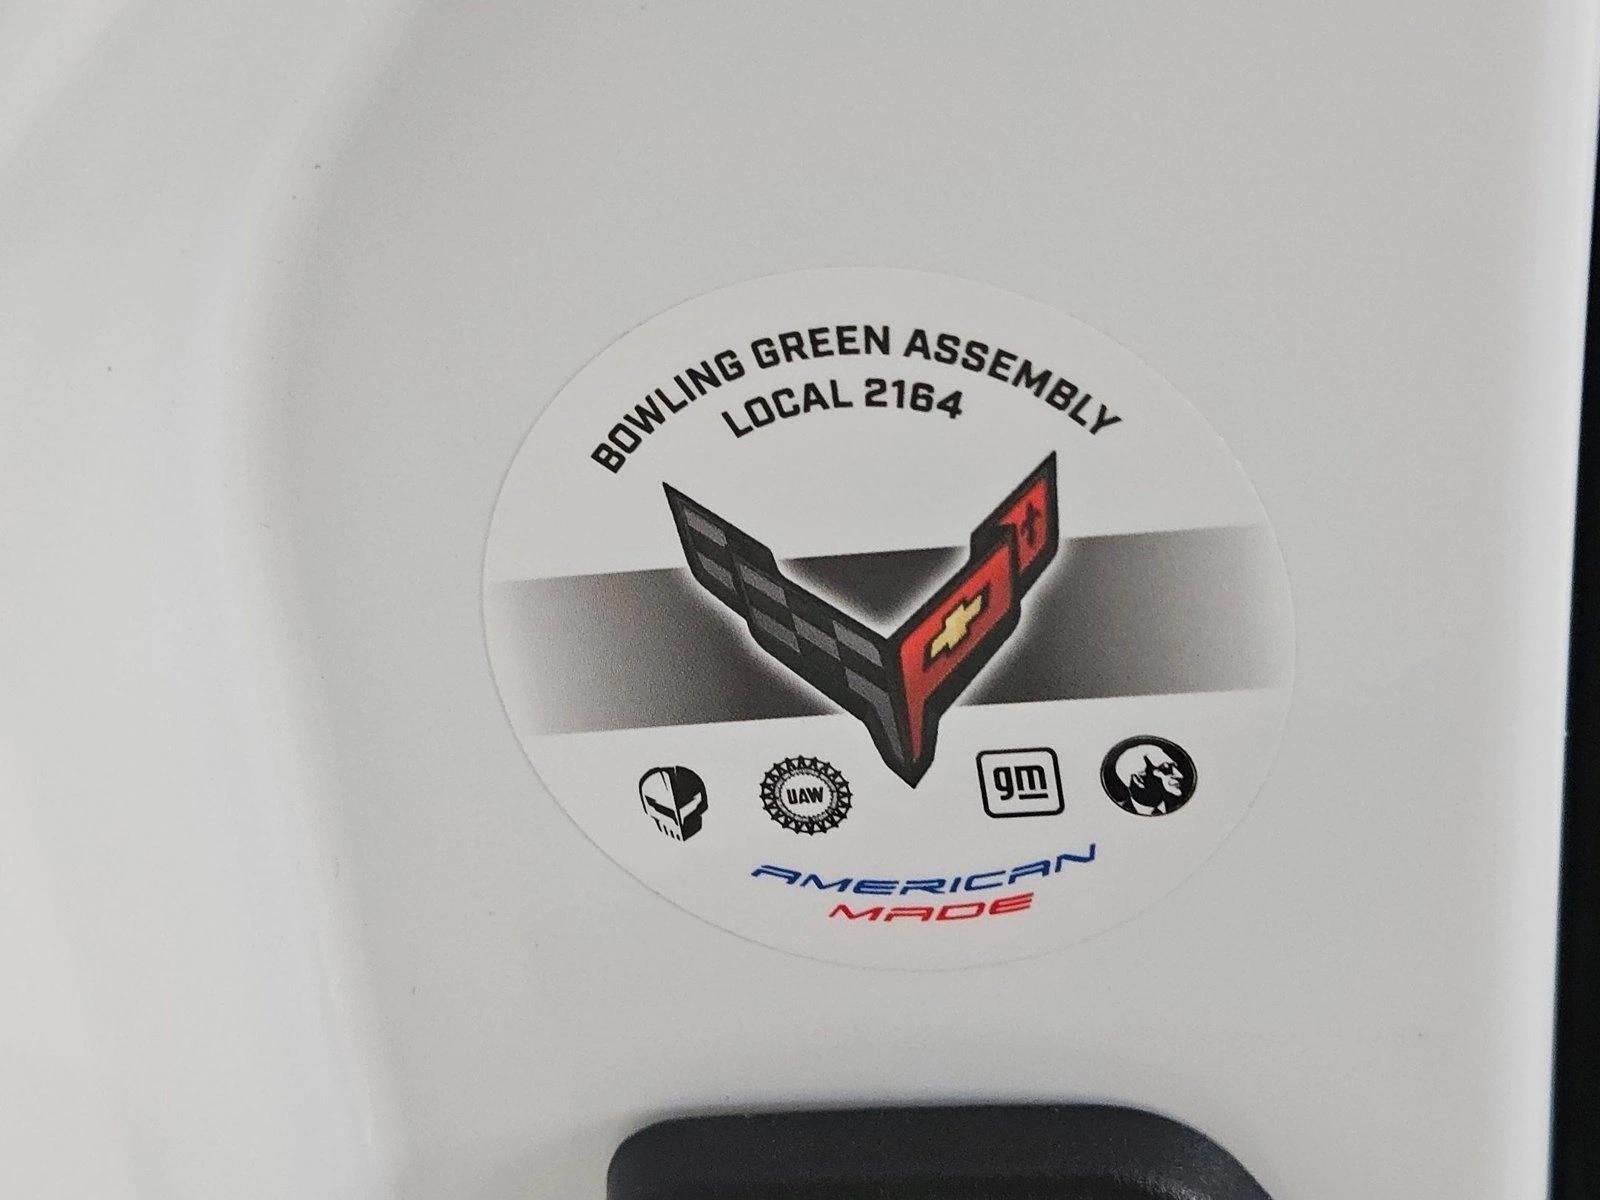 BOWLING GREEN ASSEMBLY
LOCAL 2164
UAW
gm
AMERICAN
MADE